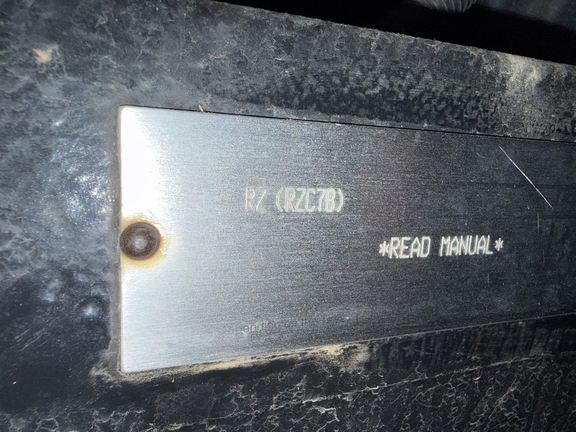 RZ (RZC7B)
*READ MANUAL*